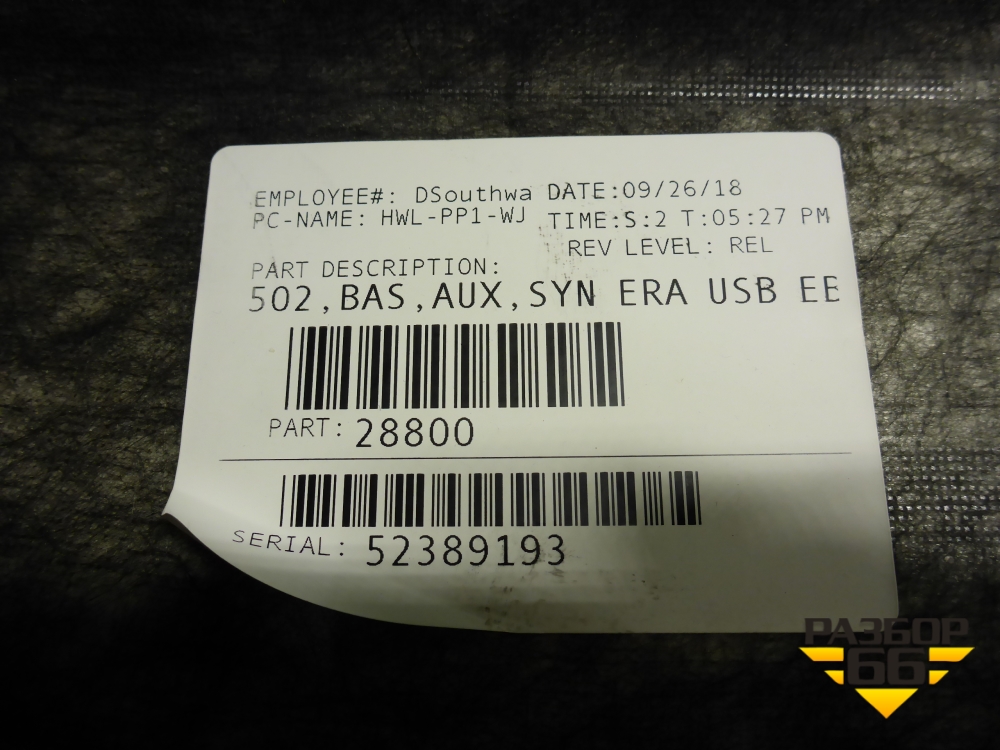 EMPLOYEE#: DSouthwa DATE:09/26/18
PC-NAME: HWL-PP1-WJ TIME:S:2 T:05:27 PM
REV LEVEL: REL
PART DESCRIPTION:
502,BAS,AUX,SYN ERA USB EE
PART: 28800
SERIAL: 52389193
РАЗБОР
66